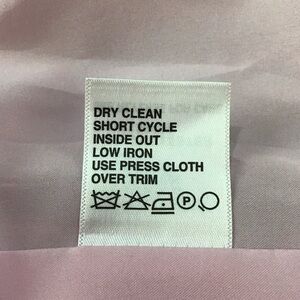 DRY CLEAN
SHORT CYCLE
INSIDE OUT
LOW IRON
USE PRESS CLOTH
OVER TRIM
P